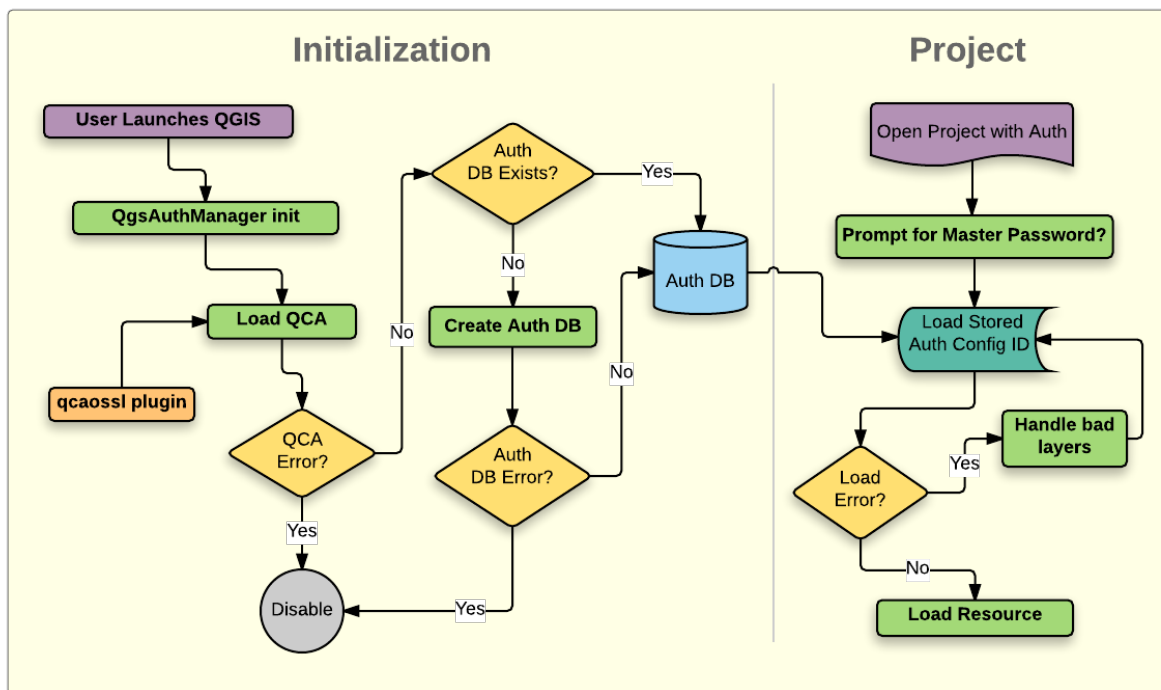 Initialization
User Launches QGIS
QgsAuthManager init
Load QCA
qcaossl plugin
QCA
Error?
Yes
Disable
No
Auth
DB Exists?
Yes
No
Create Auth DB
Auth
DB Error?
Yes
No
Auth DB
Project
Open Project with Auth
Prompt for Master Password?
Load Stored
Auth Config ID
Handle bad
layers
Load
Error?
Yes
No
Load Resource